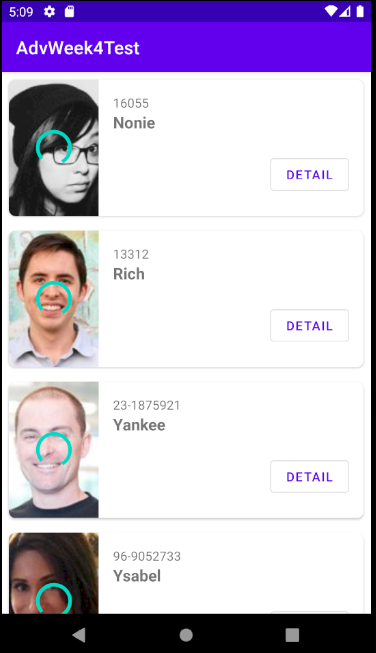 5:09
AdvWeek4Test
16055
Nonie
DETAIL
13312
Rich
DETAIL
23-1875921
Yankee
DETAIL
96-9052733
Ysabel